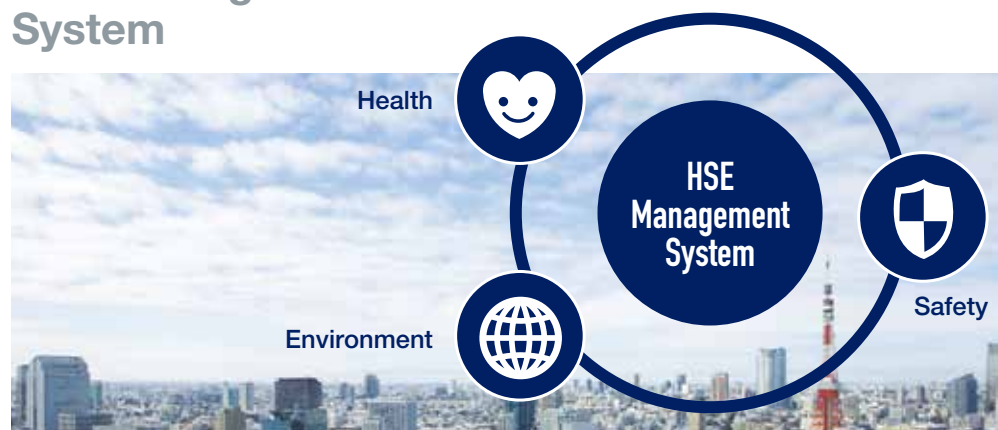 System
Health
HSE
Management
System
Safety
Environment